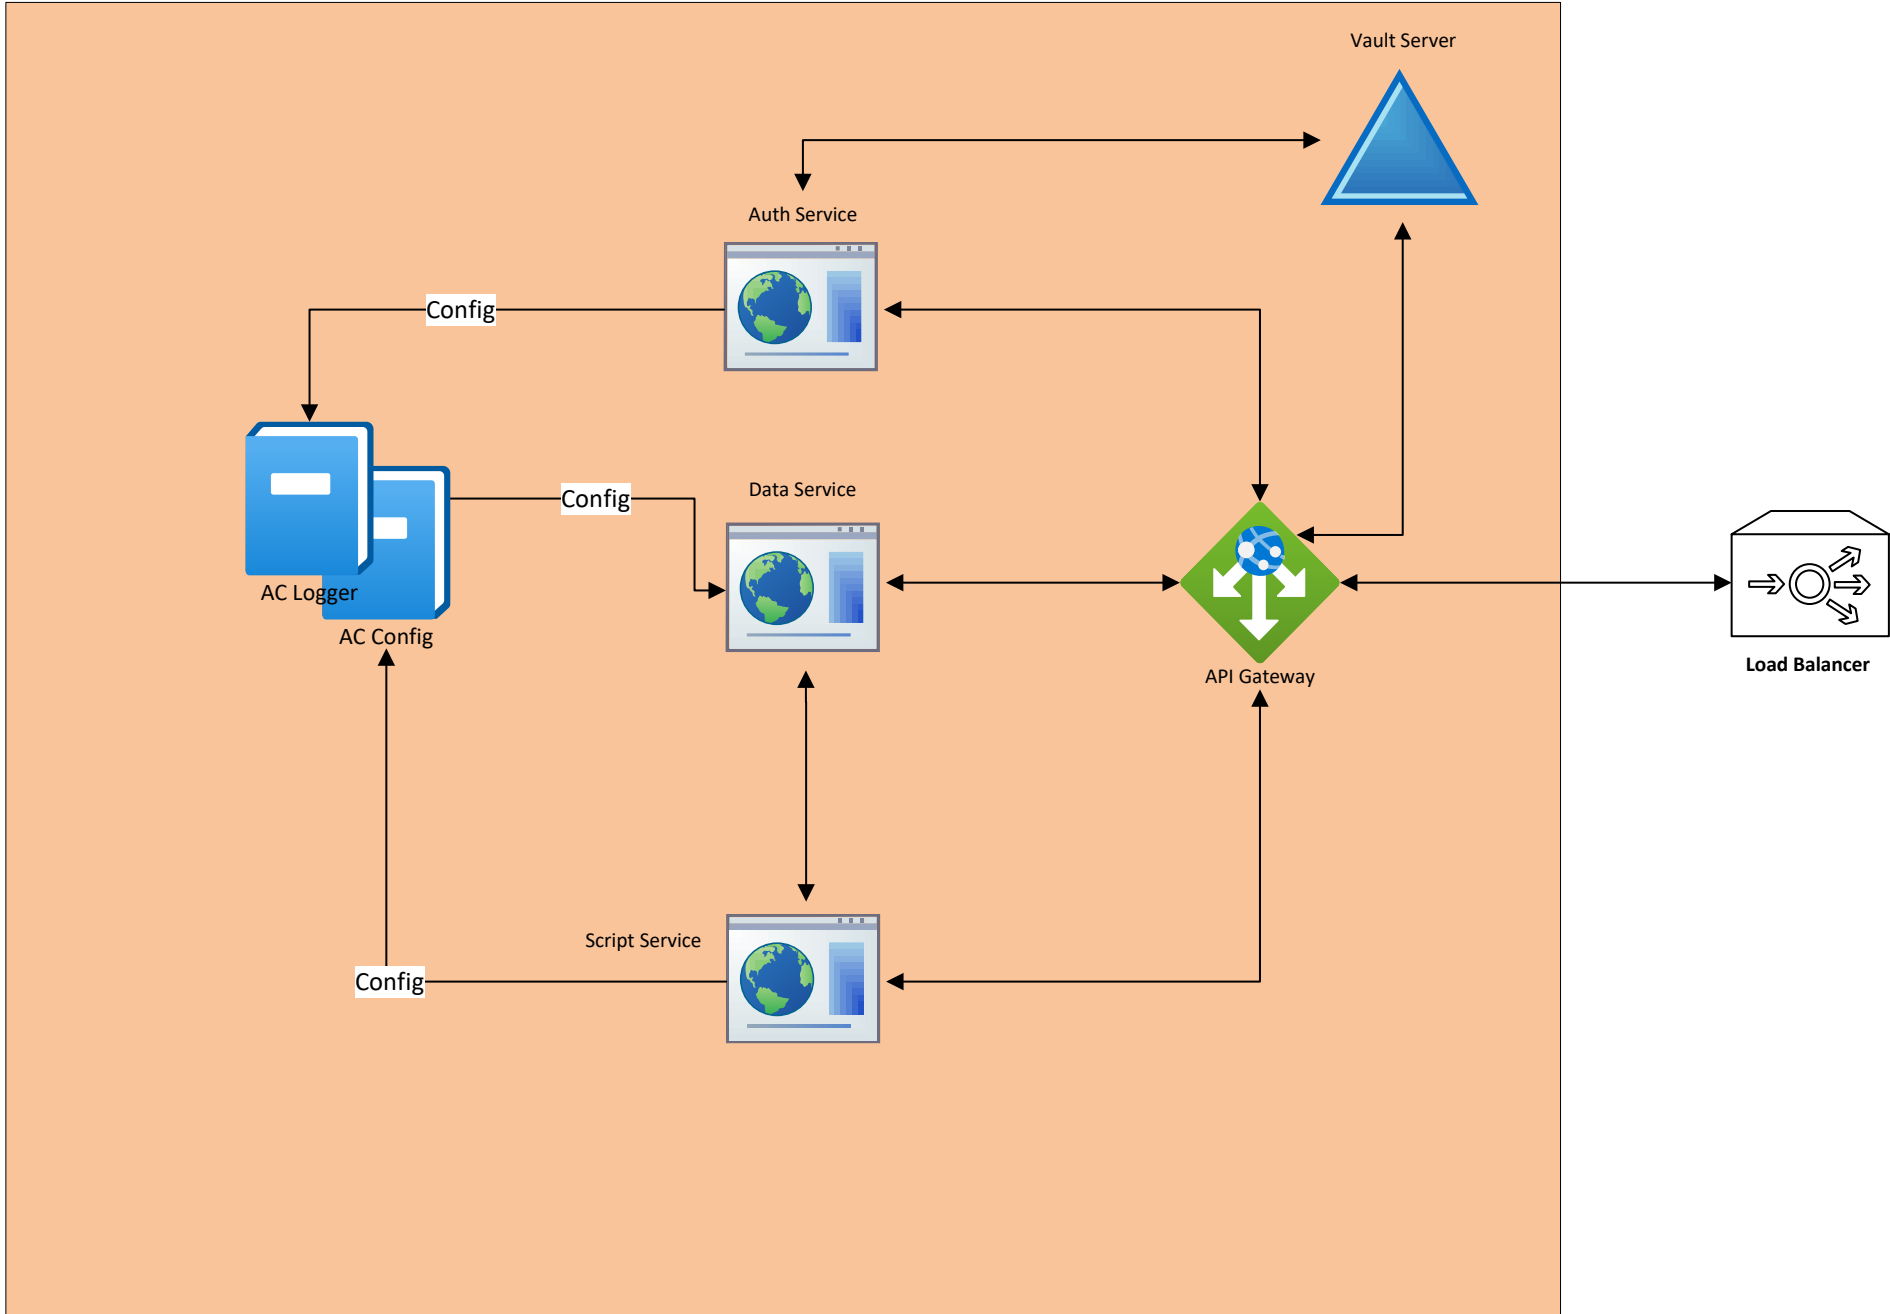 Vault Server
Auth Service
Config
Config
Data Service
AC Logger
AC Config
API Gateway
Load Balancer
Script Service
Config